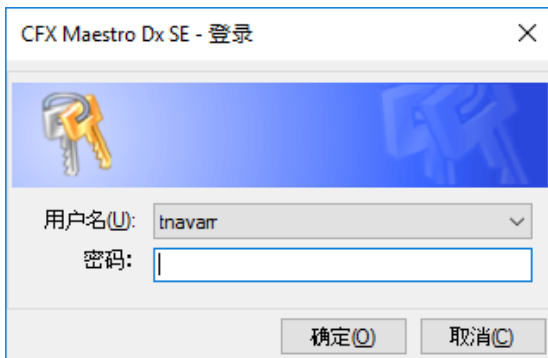 CFX Maestro Dx SE - 登录
用户名(U): tnavarr
密码:
确定(O) 取消(C)